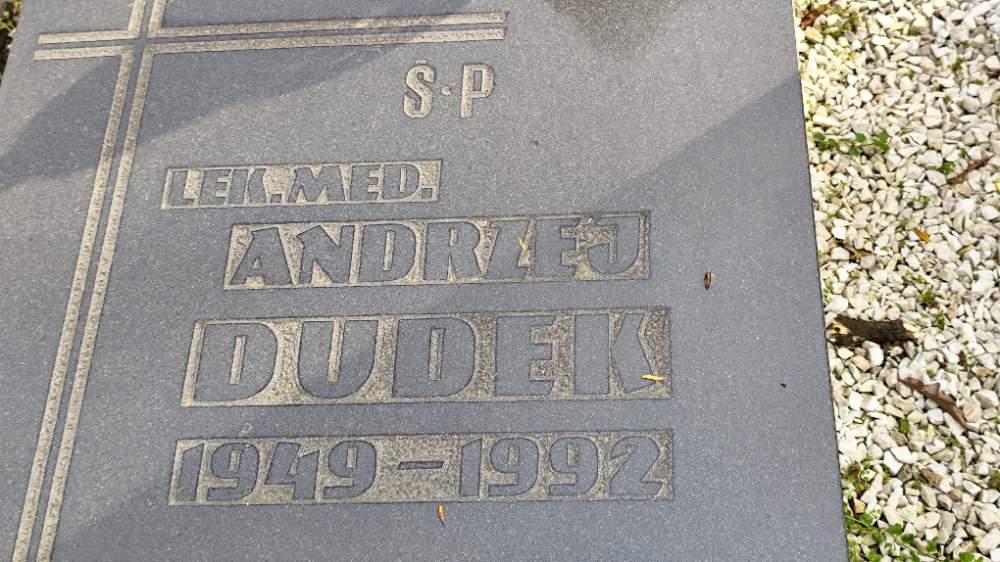 Ś·P
LEK.MED.
ANDRZEJ
DUDEK
1949-1992